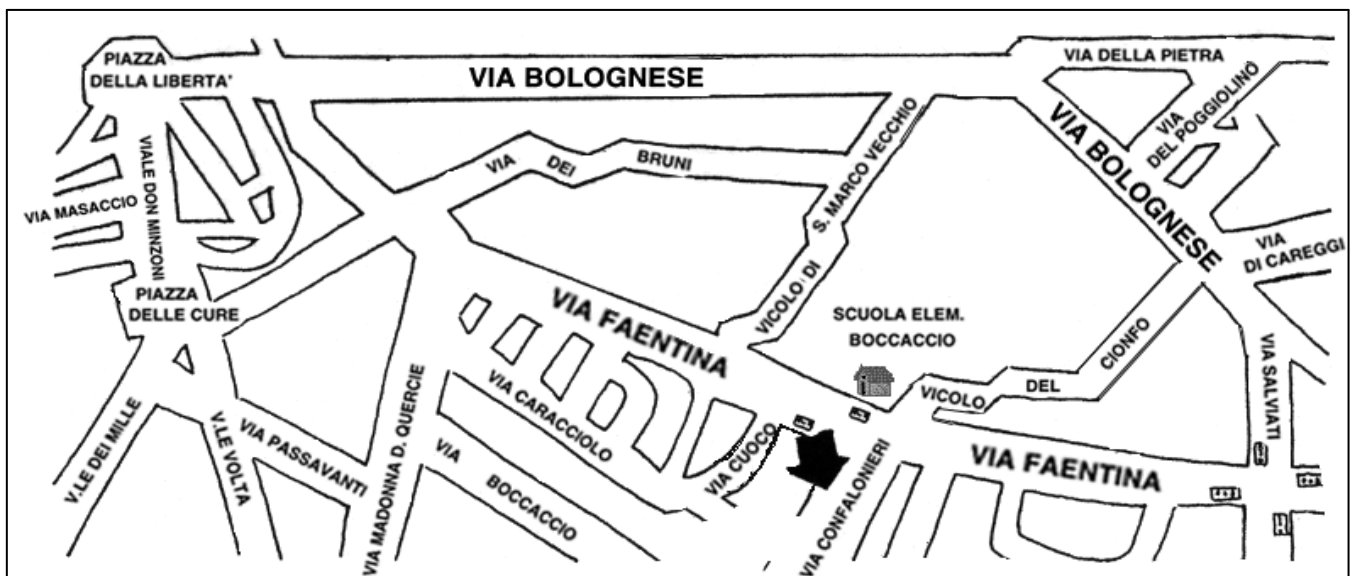 PIAZZA
DELLA LIBERTA'
VIA BOLOGNESE
VIA DELLA PIETRA
VIA
DEL POGGIOLINO
VIA BOLOGNESE
VIA
DI CAREGGI
VIA DEI BRUNI
S. MARCO VECCHIO
VICOLO DI
VIALE DON MINZONI
VIA MASACCIO
PIAZZA
DELLE CURE
VIA FAENTINA
SCUOLA ELEM.
BOCCACCIO
VICOLO DEL CIONFO
VIA SALVIATI
VIA CARACCIOLO
VIA MADONNA D. QUERCIE
V.LE DEI MILLE
V.LE VOLTA
VIA PASSAVANTI
VIA BOCCACCIO
VIA CUOCO
VIA CONFALONIERI
VIA FAENTINA